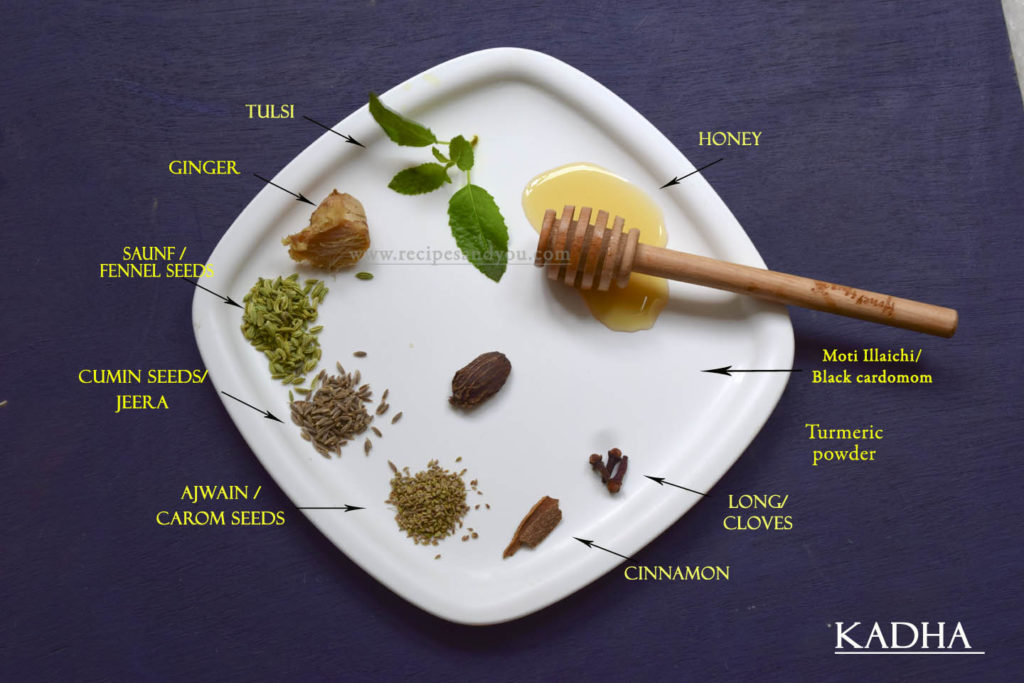 TULSI
HONEY
GINGER
www.recipesandyou.com
SAUNF /
FENNEL SEEDS
Moti Illaichi/
Black cardomom
CUMIN SEEDS/
JEERA
Turmeric
powder
AJWAIN /
CAROM SEEDS
LONG/
CLOVES
CINNAMON
KADHA